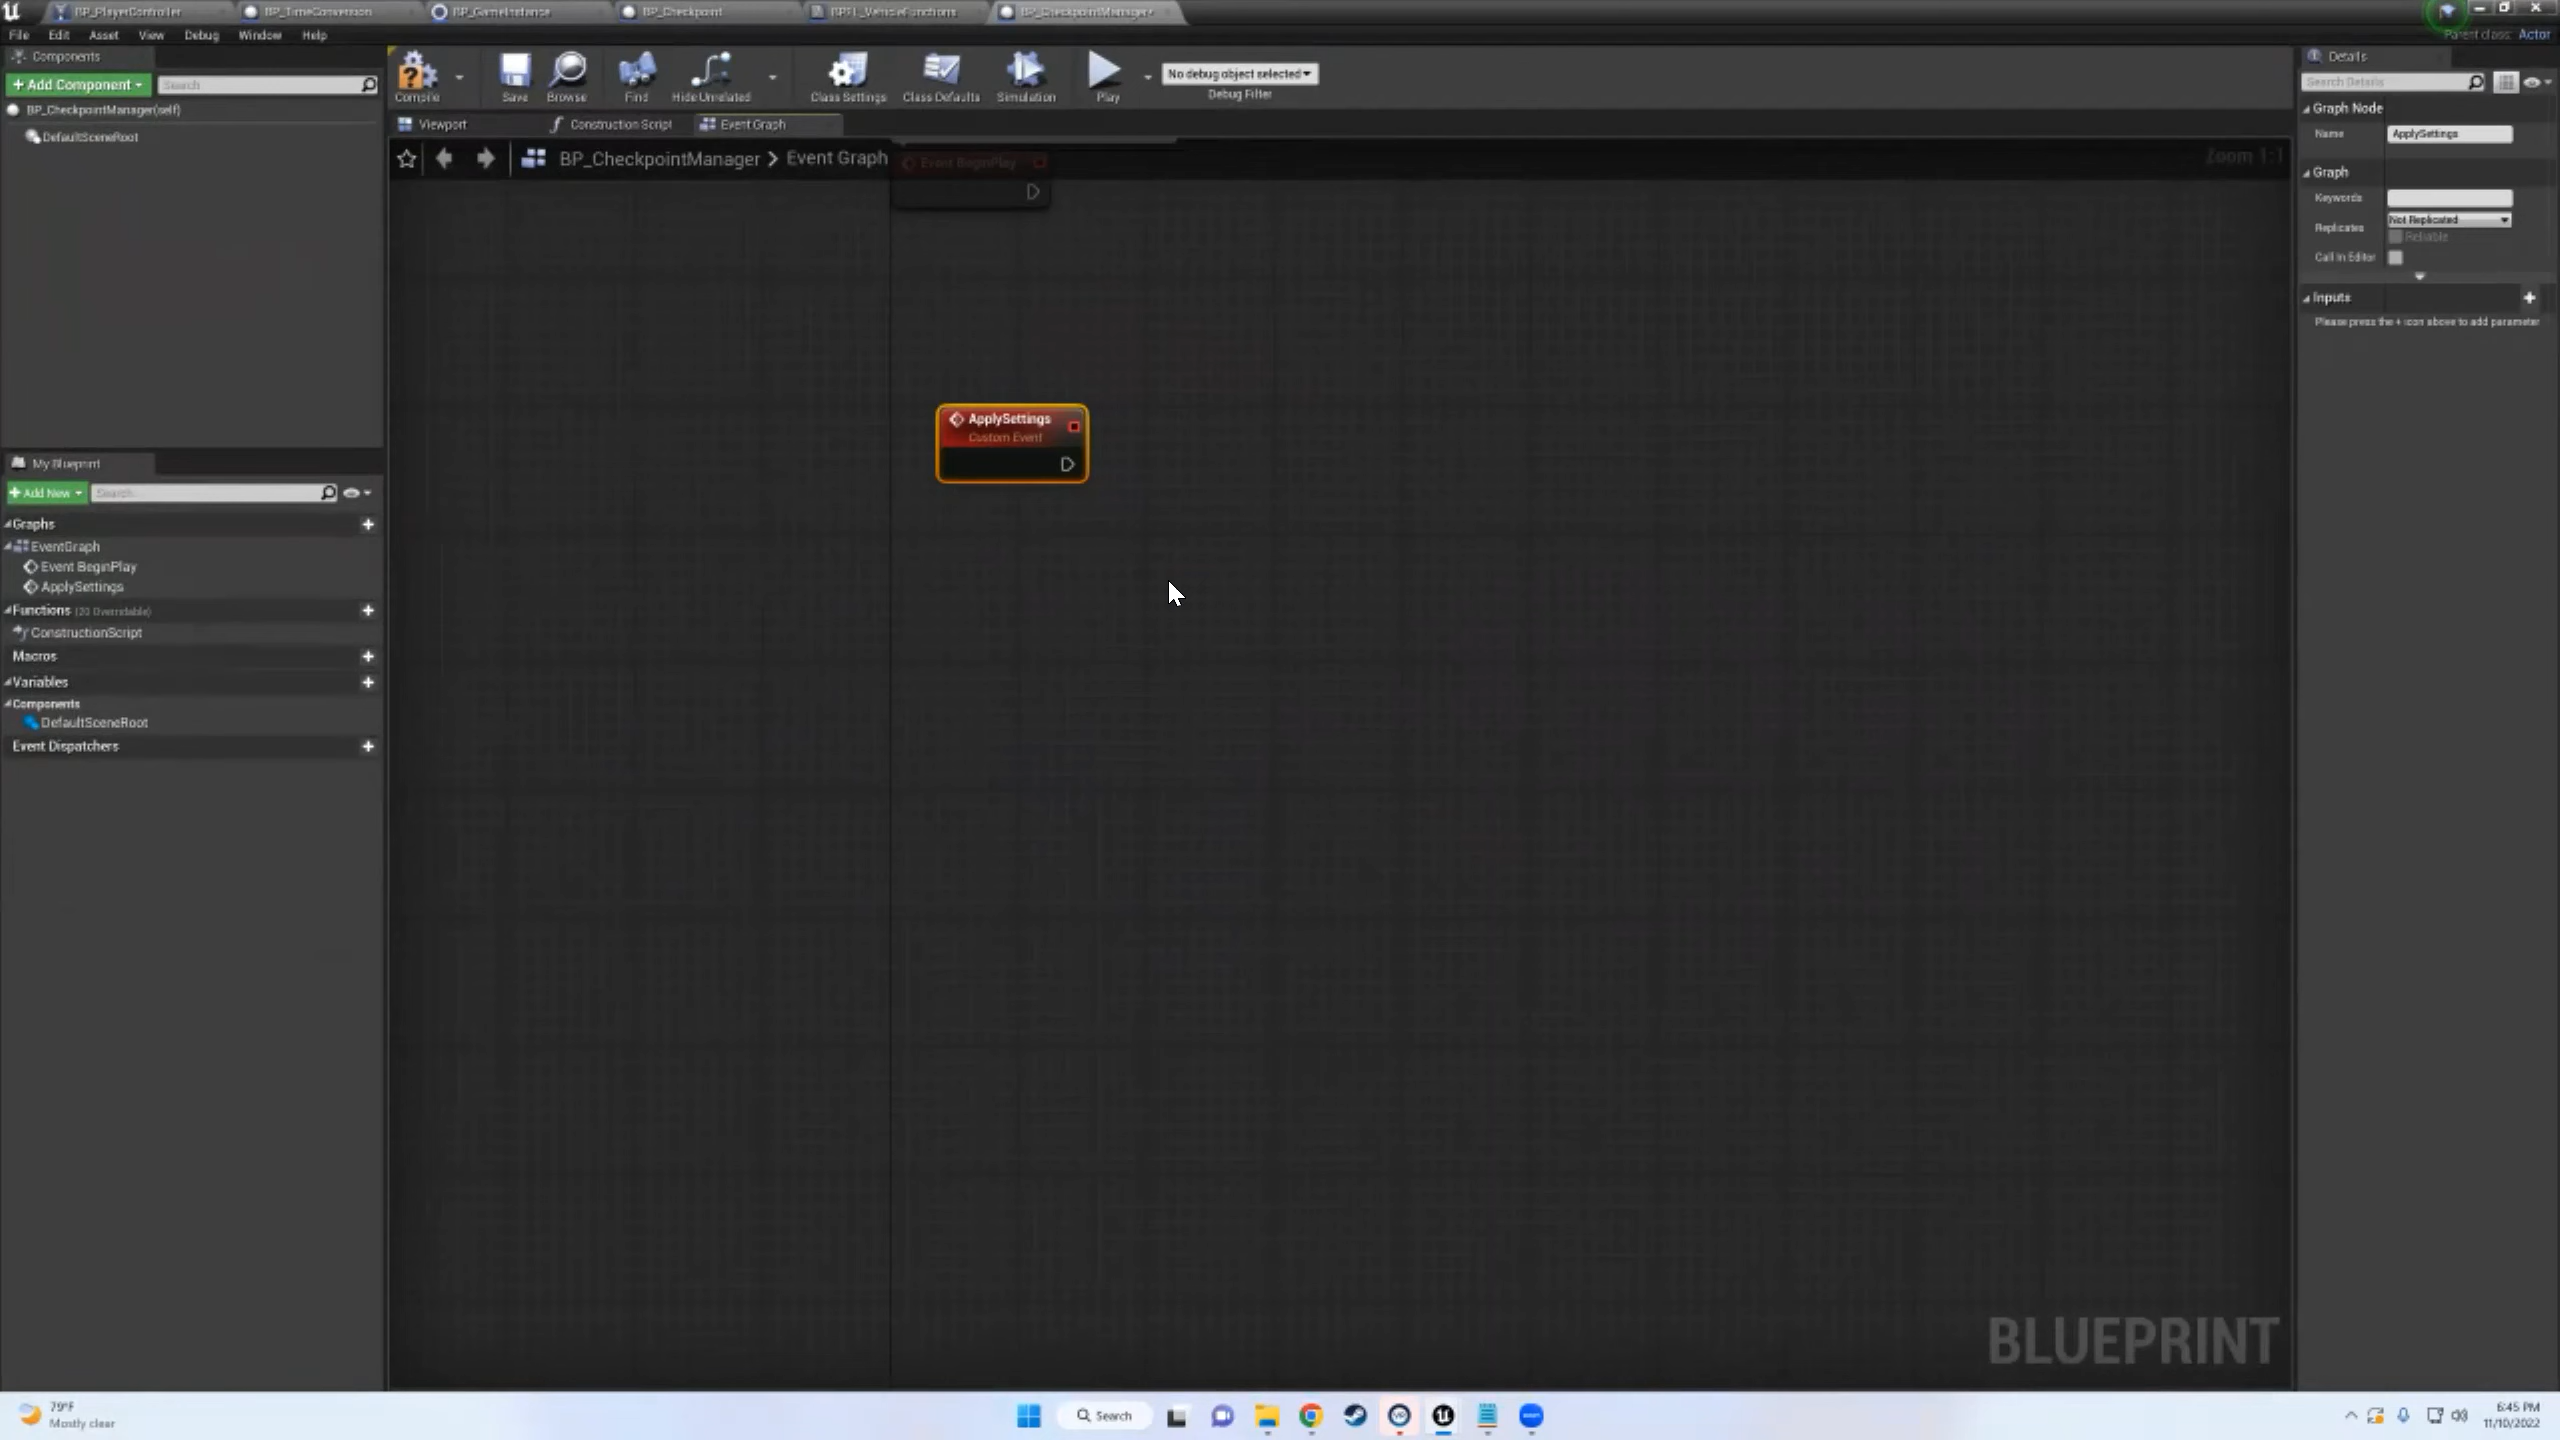 BP_PlayerController
BP_TimeConversion
BP_GameInstance
BP_Checkpoint
BPFL_VehicleFunctions
BP_CheckpointManager*
File Edit Asset View Debug Window Help
Parent class: Actor
Components
+ Add Component
Search
BP_CheckpointManager(self)
DefaultSceneRoot
Compile
Save
Browse
Find
Hide Unrelated
Class Settings
Class Defaults
Simulation
Play
No debug object selected
Debug Filter
Viewport
Construction Script
Event Graph
BP_CheckpointManager > Event Graph
Zoom 1:1
Event BeginPlay
ApplySettings
Custom Event
My Blueprint
+ Add New
Search
Graphs
EventGraph
Event BeginPlay
ApplySettings
Functions (20 Overridable)
ConstructionScript
Macros
Variables
Components
DefaultSceneRoot
Event Dispatchers
Details
Search Details
Graph Node
Name ApplySettings
Graph
Keywords
Replicates Not Replicated
Reliable
Call In Editor
Inputs
Please press the + icon above to add parameter
BLUEPRINT
79°F
Mostly clear
Search
6:45 PM
11/10/2022